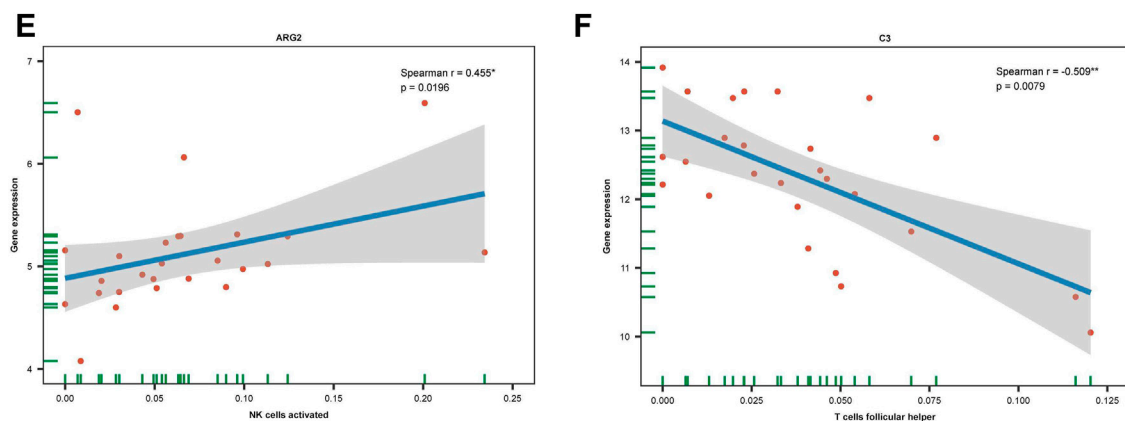 E
ARG2
Spearman r = 0.455*
p = 0.0196
7
6
5
4
Gene expression
0.00 0.05 0.10 0.15 0.20 0.25
NK cells activated
F
C3
Spearman r = -0.509**
p = 0.0079
14
13
12
11
10
Gene expression
0.000 0.025 0.050 0.075 0.100 0.125
T cells follicular helper